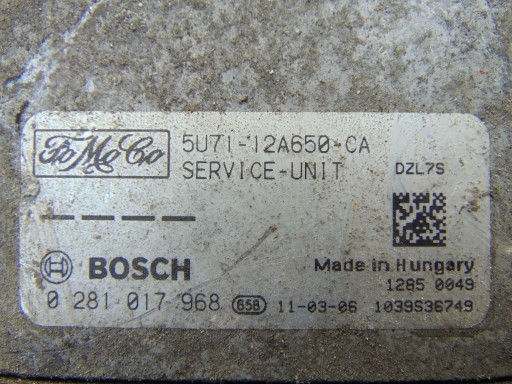 FoMoCo 5U71-12A650-CA
SERVICE-UNIT DZL7S
----
BOSCH Made in Hungary
1285 0049
0 281 017 968 658 11-03-06 1039S36749